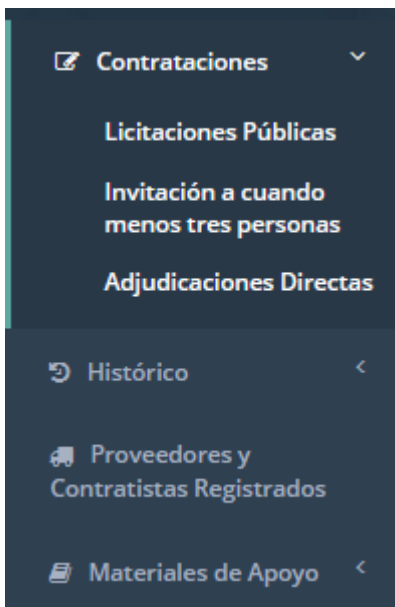 Contrataciones
Licitaciones Públicas
Invitación a cuando
menos tres personas
Adjudicaciones Directas
Histórico
Proveedores y
Contratistas Registrados
Materiales de Apoyo